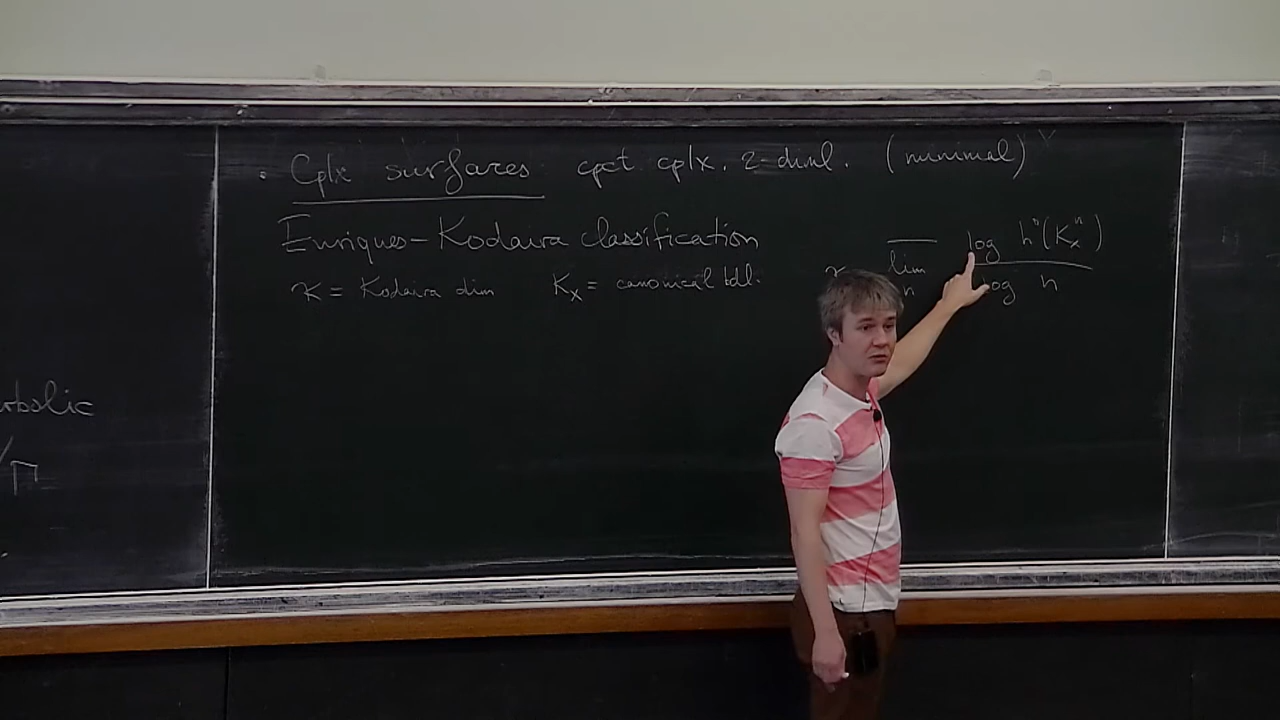 . Cplx surfaces cpct cplx. 2-diml. (minimal)
Enriques-Kodaira classification
ϰ = Kodaira dim K_X = canonical bdl. ϰ lim n log h⁰(K_X^n) log n
rbolic
/Γ